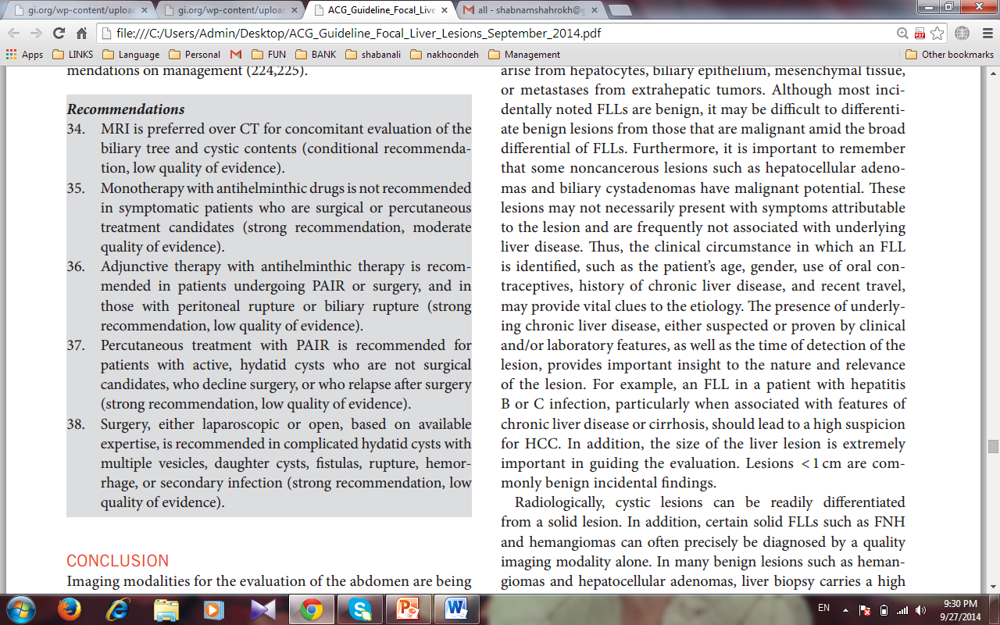 gi.org/wp-content/upload
gi.org/wp-content/upload
ACG_Guideline_Focal_Live
all - shabnamshahrokh@g
file:///C:/Users/Admin/Desktop/ACG_Guideline_Focal_Liver_Lesions_September_2014.pdf
Apps LINKS Language Personal FUN BANK shabanali nakhoondeh Management Other bookmarks
mendations on management (224,225).
Recommendations
34. MRI is preferred over CT for concomitant evaluation of the
biliary tree and cystic contents (conditional recommenda-
tion, low quality of evidence).
35. Monotherapy with antihelminthic drugs is not recommended
in symptomatic patients who are surgical or percutaneous
treatment candidates (strong recommendation, moderate
quality of evidence).
36. Adjunctive therapy with antihelminthic therapy is recom-
mended in patients undergoing PAIR or surgery, and in
those with peritoneal rupture or biliary rupture (strong
recommendation, low quality of evidence).
37. Percutaneous treatment with PAIR is recommended for
patients with active, hydatid cysts who are not surgical
candidates, who decline surgery, or who relapse after surgery
(strong recommendation, low quality of evidence).
38. Surgery, either laparoscopic or open, based on available
expertise, is recommended in complicated hydatid cysts with
multiple vesicles, daughter cysts, fistulas, rupture, hemor-
rhage, or secondary infection (strong recommendation, low
quality of evidence).
CONCLUSION
Imaging modalities for the evaluation of the abdomen are being
arise from hepatocytes, biliary epithelium, mesenchymal tissue,
or metastases from extrahepatic tumors. Although most inci-
dentally noted FLLs are benign, it may be difficult to differenti-
ate benign lesions from those that are malignant amid the broad
differential of FLLs. Furthermore, it is important to remember
that some noncancerous lesions such as hepatocellular adeno-
mas and biliary cystadenomas have malignant potential. These
lesions may not necessarily present with symptoms attributable
to the lesion and are frequently not associated with underlying
liver disease. Thus, the clinical circumstance in which an FLL
is identified, such as the patient's age, gender, use of oral con-
traceptives, history of chronic liver disease, and recent travel,
may provide vital clues to the etiology. The presence of underly-
ing chronic liver disease, either suspected or proven by clinical
and/or laboratory features, as well as the time of detection of the
lesion, provides important insight to the nature and relevance
of the lesion. For example, an FLL in a patient with hepatitis
B or C infection, particularly when associated with features of
chronic liver disease or cirrhosis, should lead to a high suspicion
for HCC. In addition, the size of the liver lesion is extremely
important in guiding the evaluation. Lesions <1 cm are com-
monly benign incidental findings.
Radiologically, cystic lesions can be readily differentiated
from a solid lesion. In addition, certain solid FLLs such as FNH
and hemangiomas can often precisely be diagnosed by a quality
imaging modality alone. In many benign lesions such as heman-
giomas and hepatocellular adenomas, liver biopsy carries a high
EN
9:30 PM
9/27/2014